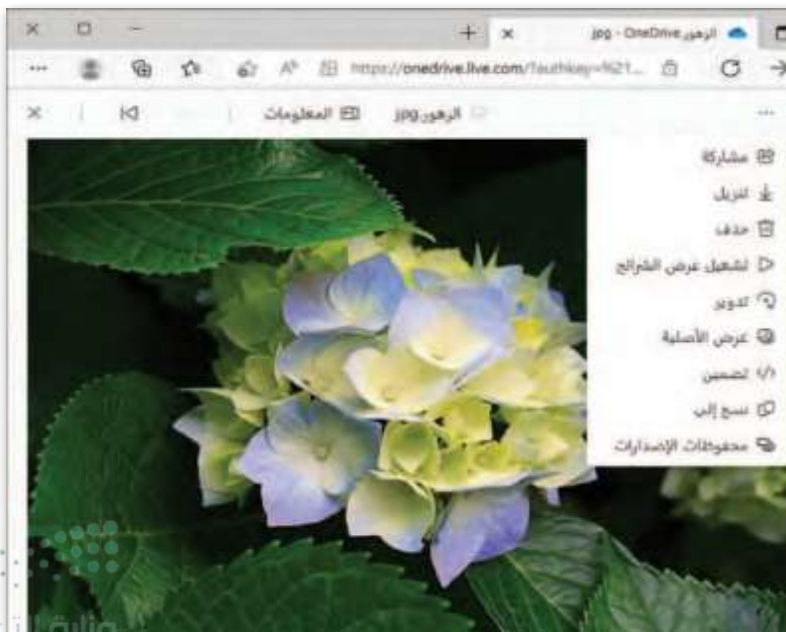 الزهور.jpg - OneDrive
https://onedrive.live.com/?authkey=%21...
الزهور.jpg
المعلومات
مشاركة
تنزيل
حذف
تشغيل عرض الشرائح
تدوير
عرض الأصلية
تضمين
نسخ إلى
محفوظات الإصدارات